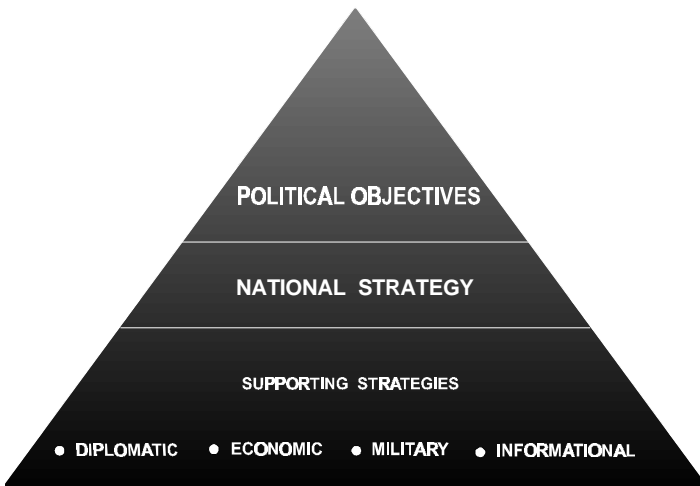 POLITICAL OBJECTIVES
NATIONAL STRATEGY
SUPPORTING STRATEGIES
• DIPLOMATIC • ECONOMIC • MILITARY • INFORMATIONAL